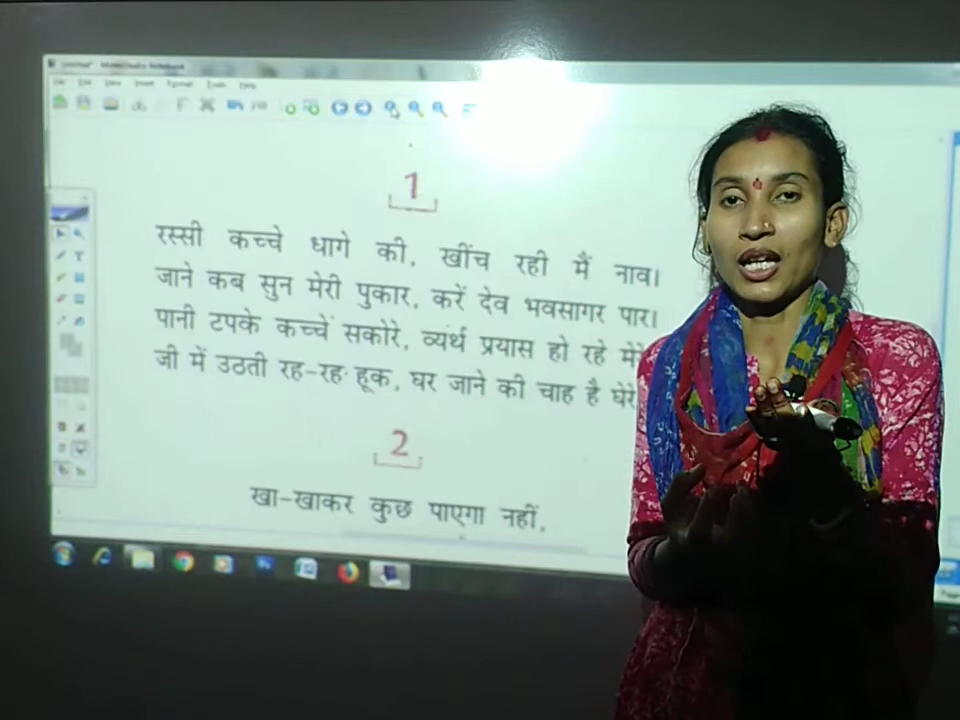 1
रस्सी कच्चे धागे की, खींच रही मैं नाव।
जाने कब सुन मेरी पुकार, करें देव भवसागर पार।
पानी टपके कच्चें सकोरे, व्यर्थ प्रयास हो रहे मेरे
जी में उठती रह-रह हूक, घर जाने की चाह है घेरे
2
खा-खाकर कुछ पाएगा नहीं,